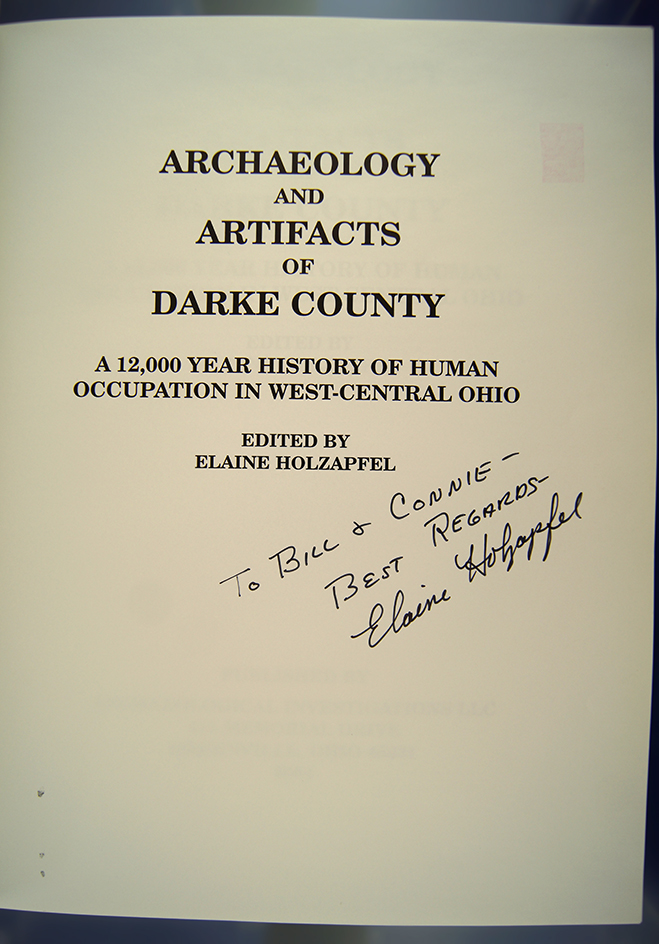 ARCHAEOLOGY
AND
ARTIFACTS
OF
DARKE COUNTY
A 12,000 YEAR HISTORY OF HUMAN
OCCUPATION IN WEST-CENTRAL OHIO
EDITED BY
ELAINE HOLZAPFEL
To BILL & CONNIE –
BEST REGARDS–
Elaine Holzapfel